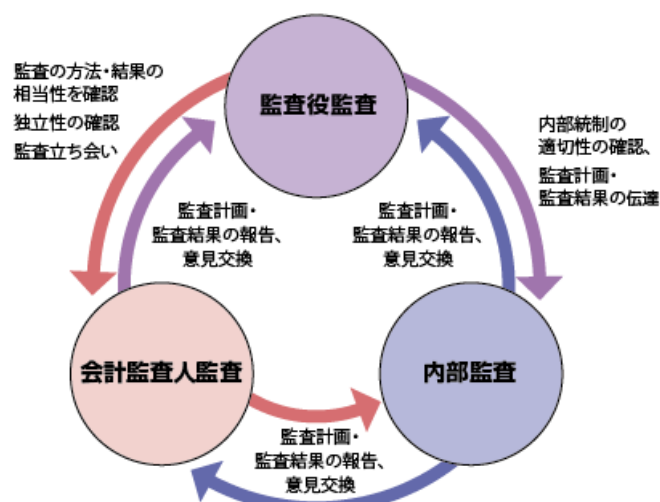 監査の方法・結果の
相当性を確認
独立性の確認
監査立ち会い
監査役監査
内部統制の
適切性の確認、
監査計画・
監査結果の伝達
監査計画・
監査結果の報告、
意見交換
監査計画・
監査結果の報告、
意見交換
会計監査人監査
内部監査
監査計画・
監査結果の報告、
意見交換